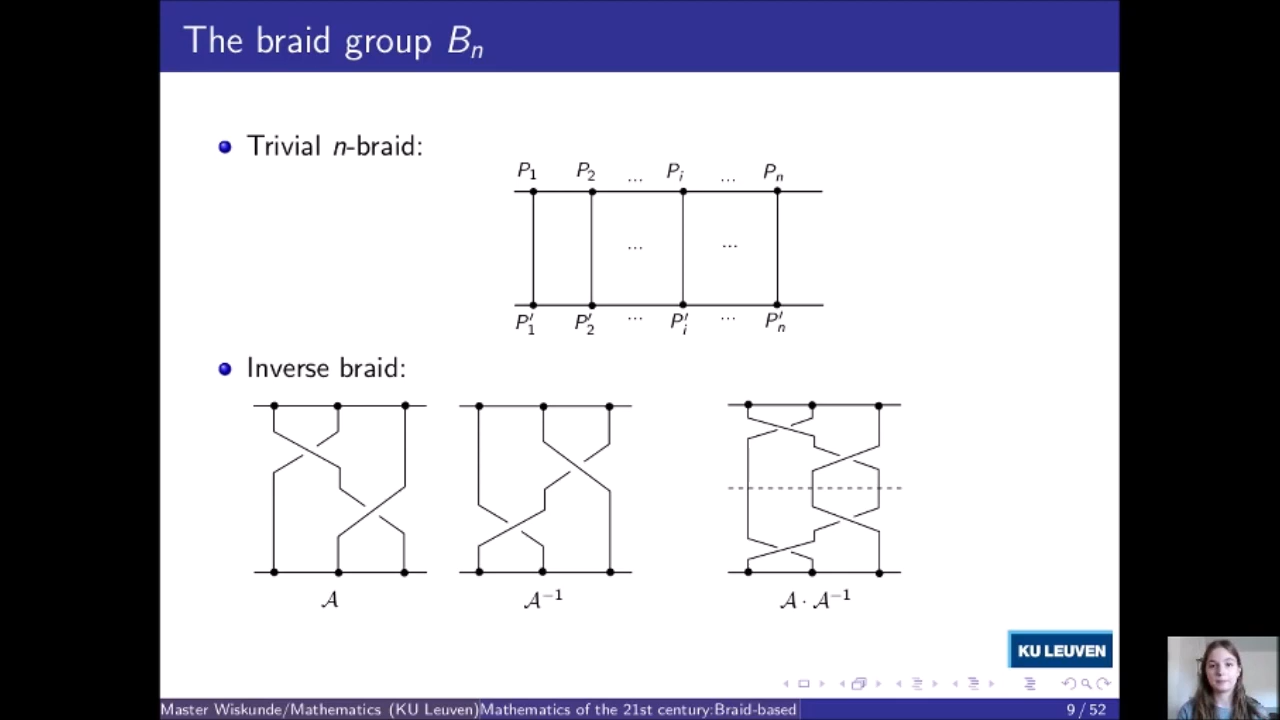 The braid group Bₙ
Trivial n-braid:
P₁ P₂ ... Pᵢ ... Pₙ
... ...
P′₁ P′₂ ... P′ᵢ ... P′ₙ
Inverse braid:
𝒜 𝒜⁻¹ 𝒜 · 𝒜⁻¹
KU LEUVEN
Master Wiskunde/Mathematics (KU Leuven) Mathematics of the 21st century:Braid-based 9 / 52